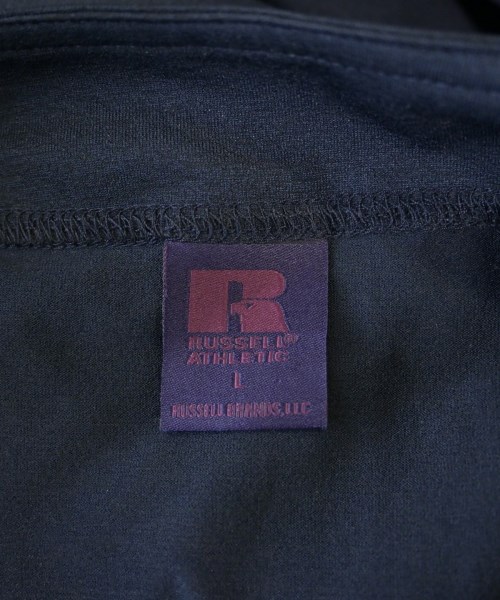 R
RUSSELL®
ATHLETIC
L
RUSSELL BRANDS, LLC